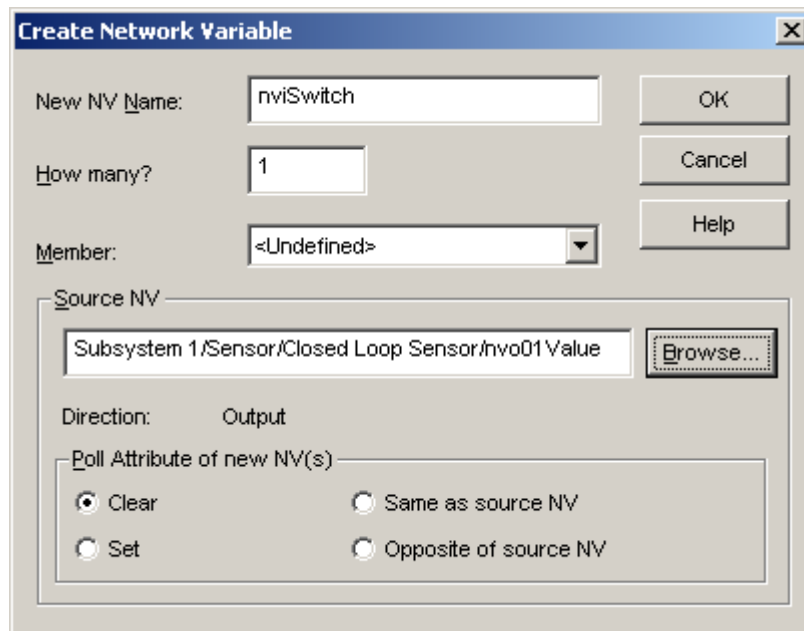 Create Network Variable
New NV Name:
nviSwitch
OK
How many?
1
Cancel
Member:
<Undefined>
Help
Source NV
Subsystem 1/Sensor/Closed Loop Sensor/nvo01Value
Browse...
Direction: Output
Poll Attribute of new NV(s)
Clear
Same as source NV
Set
Opposite of source NV